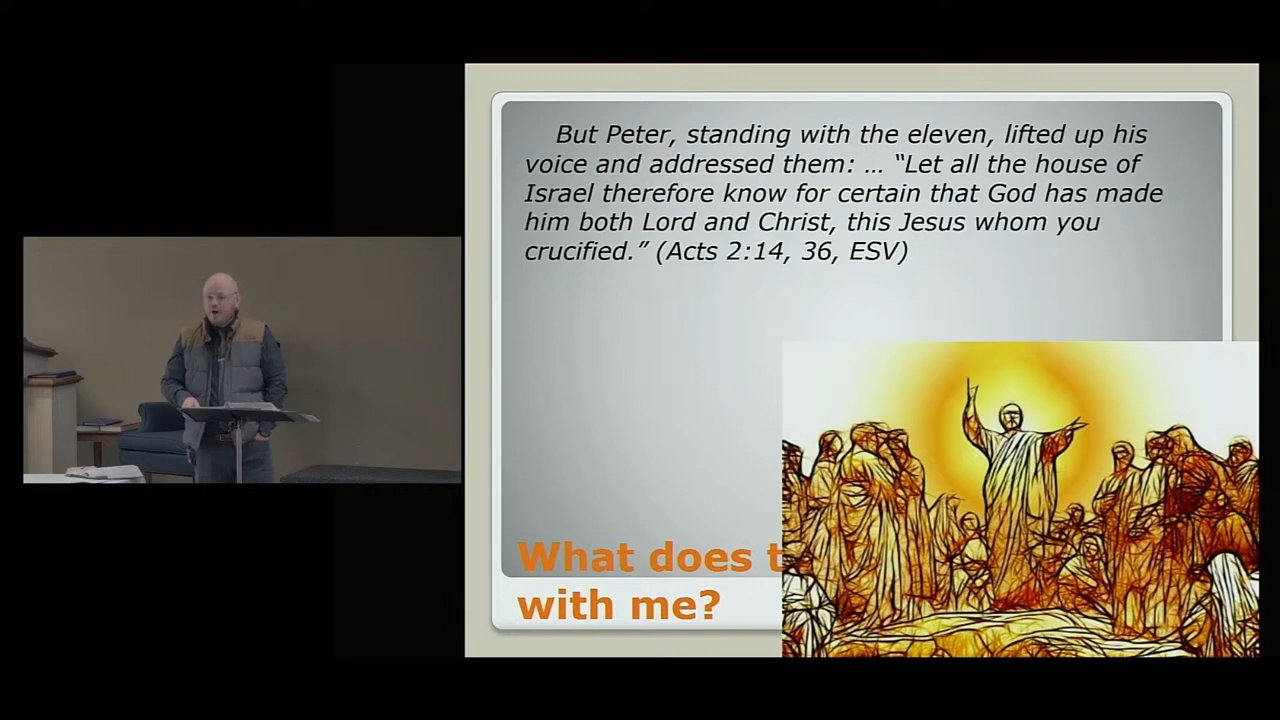 But Peter, standing with the eleven, lifted up his
voice and addressed them: … “Let all the house of
Israel therefore know for certain that God has made
him both Lord and Christ, this Jesus whom you
crucified.” (Acts 2:14, 36, ESV)
What does
with me?